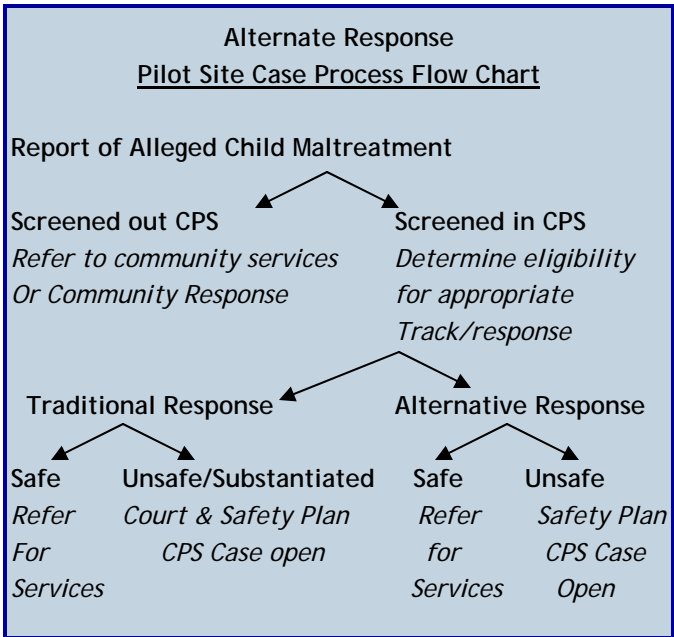 Alternate Response
Pilot Site Case Process Flow Chart
Report of Alleged Child Maltreatment
Screened out CPS
Refer to community services
Or Community Response
Screened in CPS
Determine eligibility
for appropriate
Track/response
Traditional Response
Alternative Response
Safe
Refer
For
Services
Unsafe/Substantiated
Court & Safety Plan
CPS Case open
Safe
Refer
for
Services
Unsafe
Safety Plan
CPS Case
Open